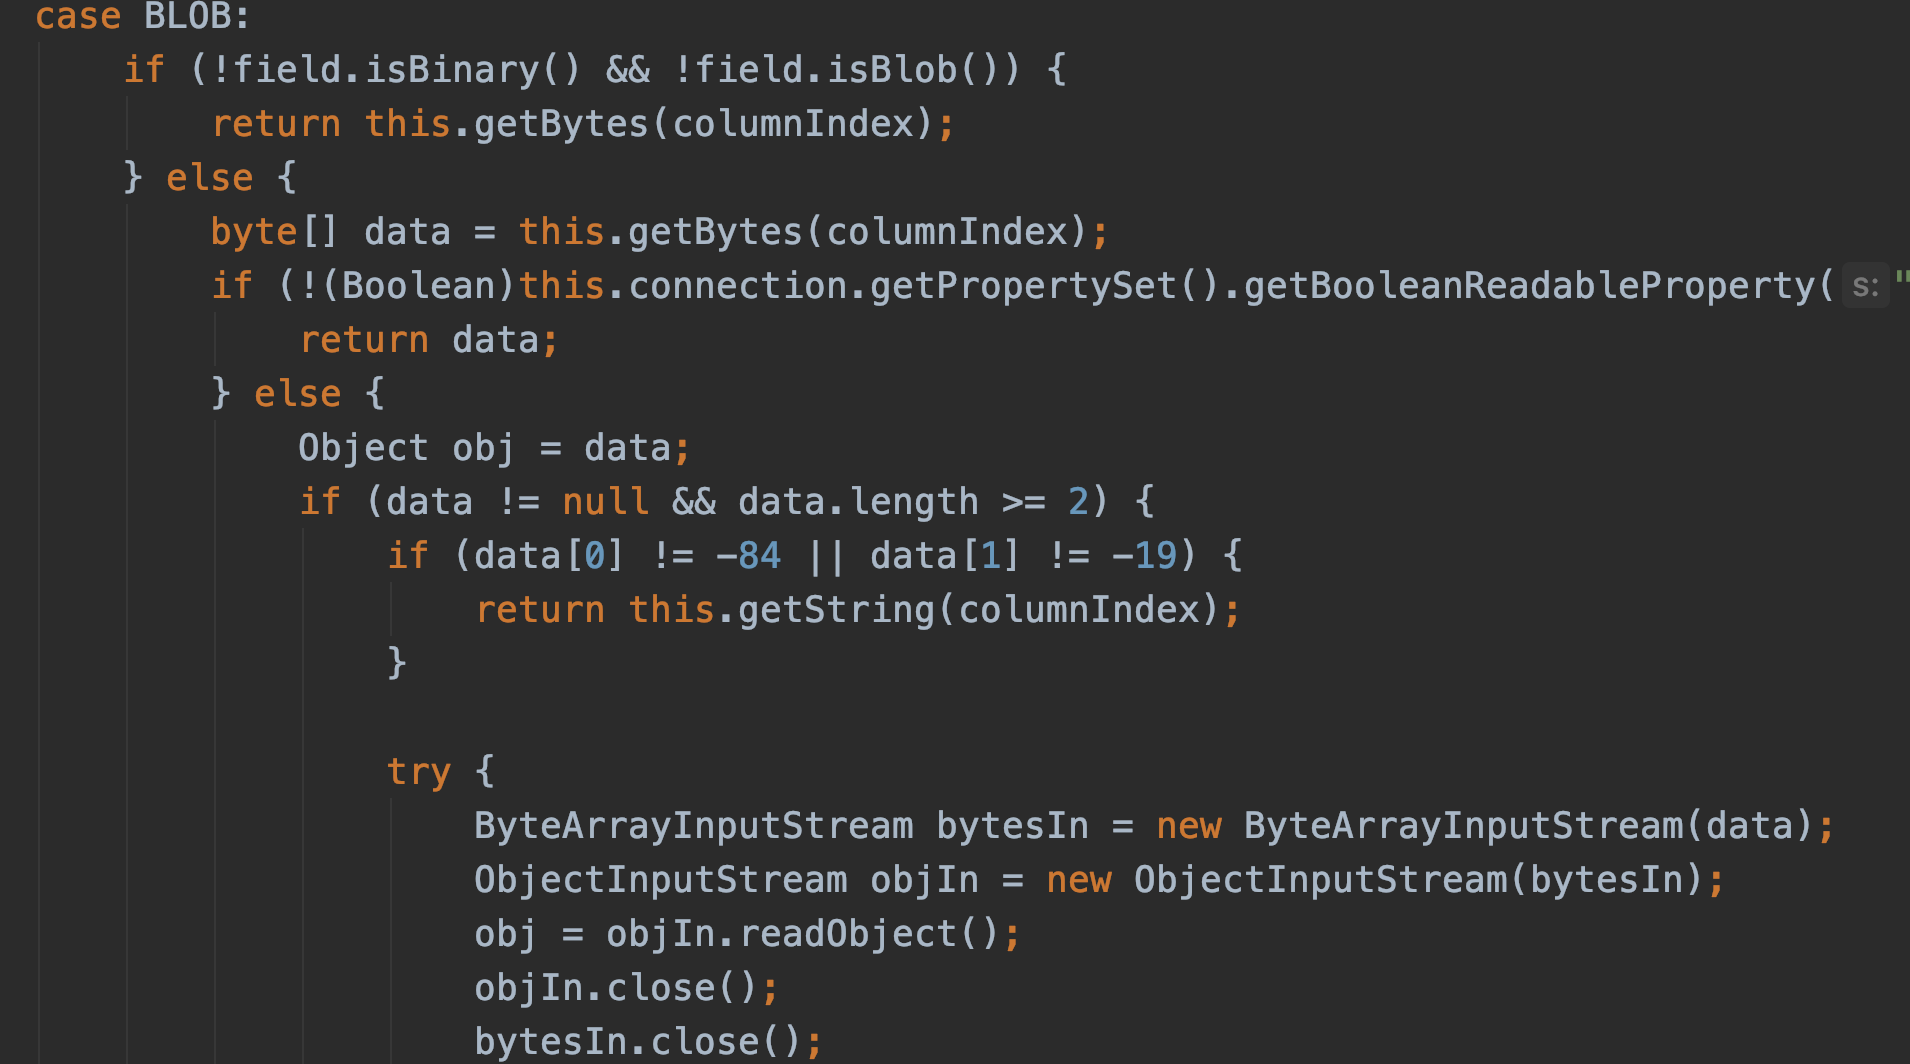 case BLOB:
if (!field.isBinary() && !field.isBlob()) {
return this.getBytes(columnIndex);
} else {
byte[] data = this.getBytes(columnIndex);
if (!(Boolean)this.connection.getPropertySet().getBooleanReadableProperty( s: "
return data;
} else {
Object obj = data;
if (data != null && data.length >= 2) {
if (data[0] != -84 || data[1] != -19) {
return this.getString(columnIndex);
}
try {
ByteArrayInputStream bytesIn = new ByteArrayInputStream(data);
ObjectInputStream objIn = new ObjectInputStream(bytesIn);
obj = objIn.readObject();
objIn.close();
bytesIn.close();